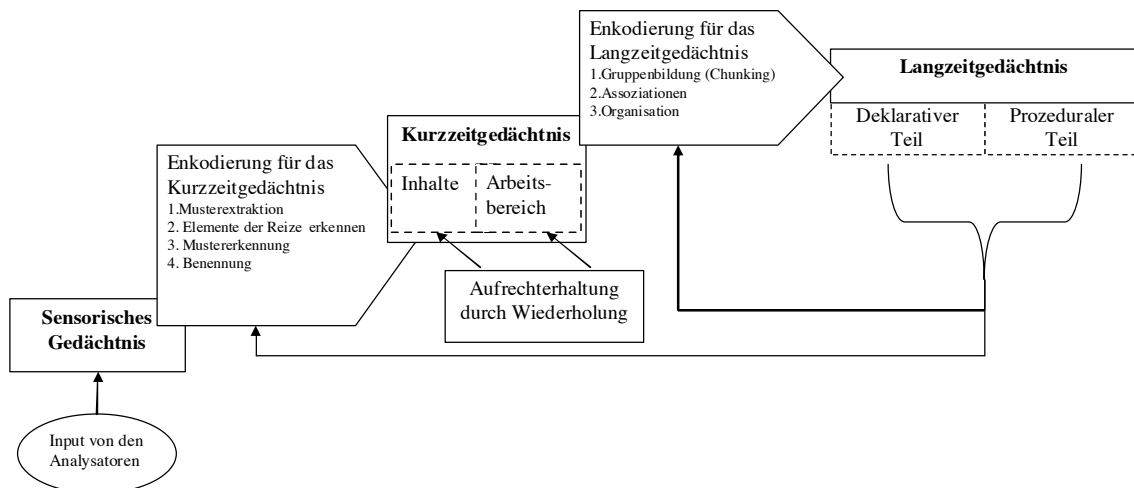 Enkodierung für das
Langzeitgedächtnis
1.Gruppenbildung (Chunking)
2.Assoziationen
3.Organisation
Langzeitgedächtnis
Deklarativer
Teil
Prozeduraler
Teil
Kurzzeitgedächtnis
Inhalte
Arbeits-
bereich
Enkodierung für das
Kurzzeitgedächtnis
1.Musterextraktion
2. Elemente der Reize erkennen
3. Mustererkennung
4. Benennung
Aufrechterhaltung
durch Wiederholung
Sensorisches
Gedächtnis
Input von den
Analysatoren